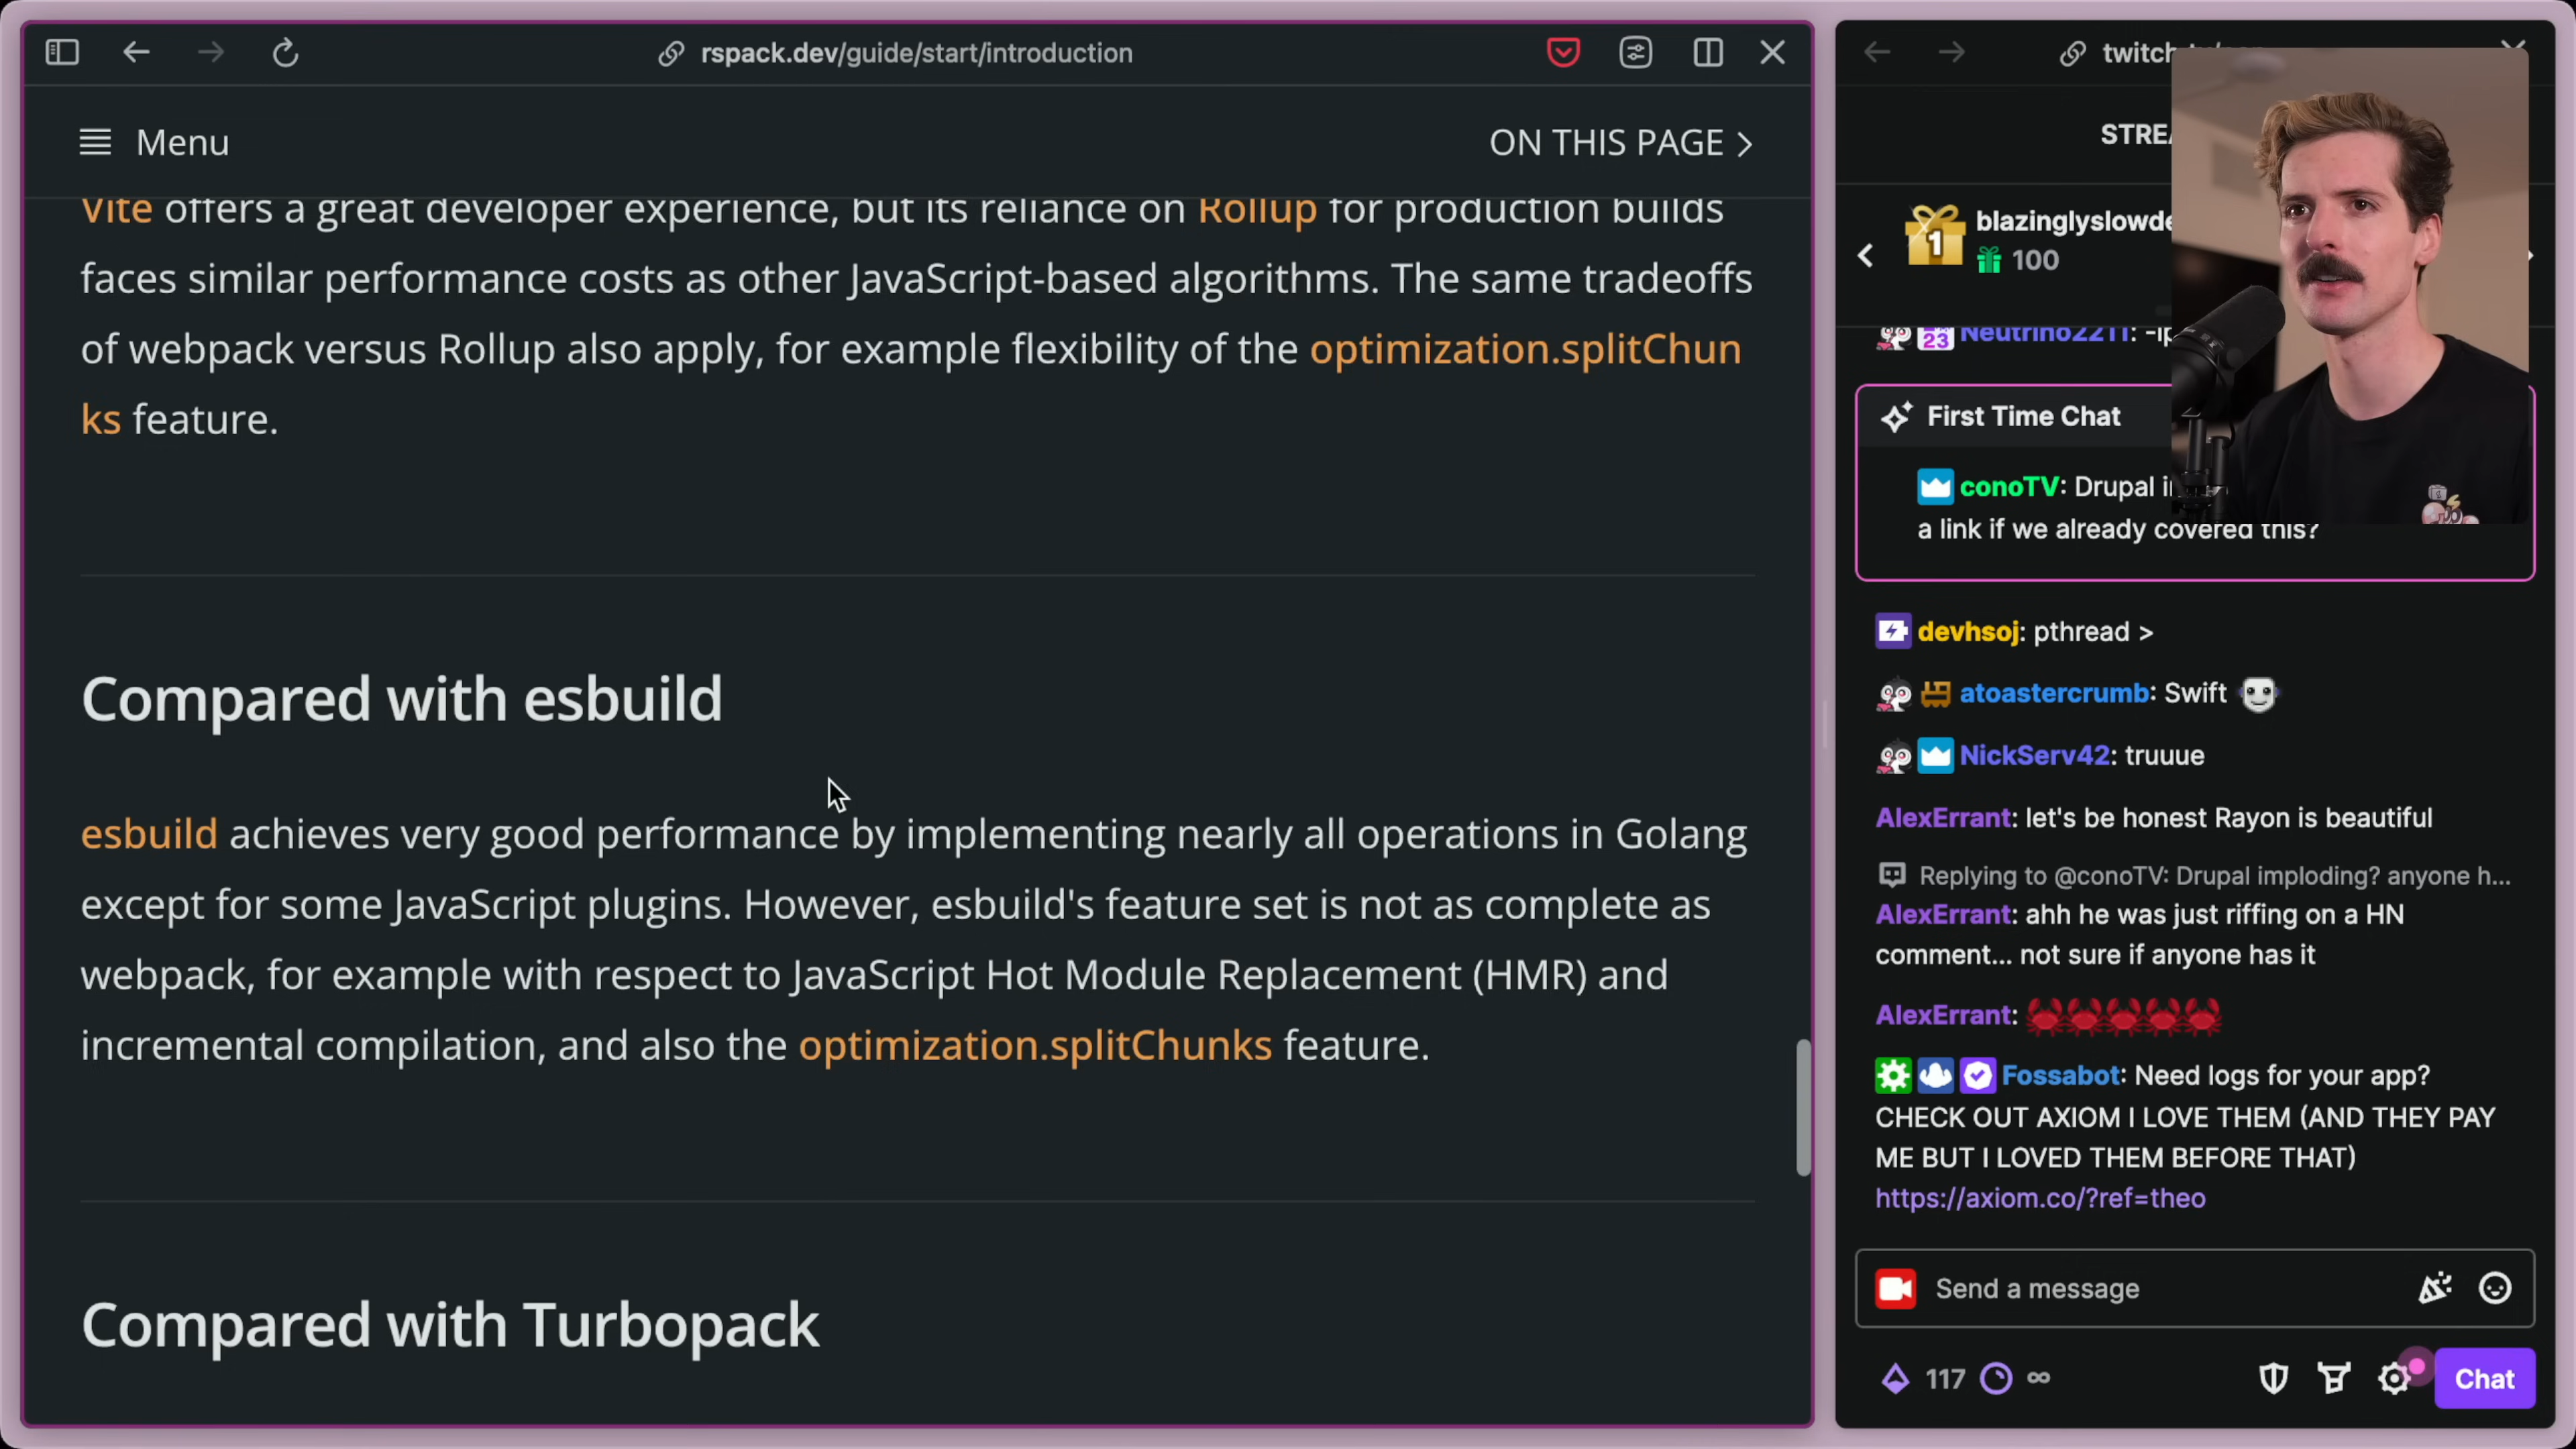 rspack.dev/guide/start/introduction
Menu
ON THIS PAGE
Vite offers a great developer experience, but its reliance on Rollup for production builds
faces similar performance costs as other JavaScript-based algorithms. The same tradeoffs
of webpack versus Rollup also apply, for example flexibility of the optimization.splitChun
ks feature.
Compared with esbuild
esbuild achieves very good performance by implementing nearly all operations in Golang
except for some JavaScript plugins. However, esbuild's feature set is not as complete as
webpack, for example with respect to JavaScript Hot Module Replacement (HMR) and
incremental compilation, and also the optimization.splitChunks feature.
Compared with Turbopack
1
100
23 Neutrino2211:
First Time Chat
conoTV: Drupal
a link if we already covered this?
devhsoj: pthread >
atoastercrumb: Swift
NickServ42: truuue
AlexErrant: let's be honest Rayon is beautiful
Replying to @conoTV: Drupal imploding? anyone h...
AlexErrant: ahh he was just riffing on a HN
comment... not sure if anyone has it
AlexErrant:
Fossabot: Need logs for your app?
CHECK OUT AXIOM I LOVE THEM (AND THEY PAY
ME BUT I LOVED THEM BEFORE THAT)
https://axiom.co/?ref=theo
Send a message
117 ∞
Chat